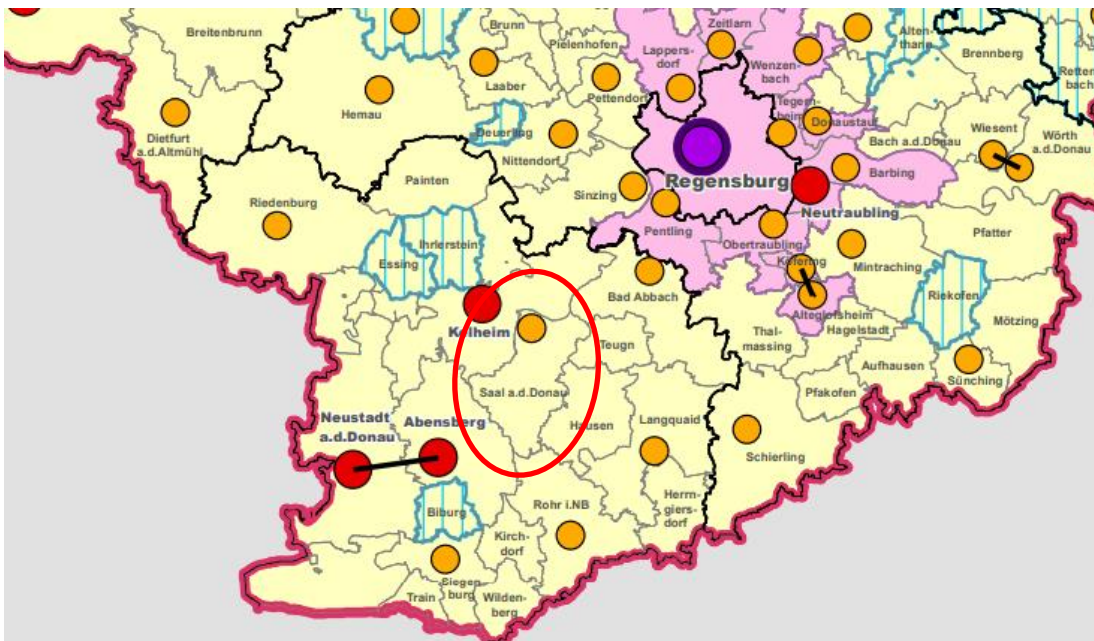 Breitenbrunn
Brunn
Pielenhofen
Zeitlarn
Lappers-
dorf
Wenzen-
bach
Alten-
thann
Brennberg
Retten
bach
Laaber
Hemau
Pettendorf
Tegern-
heim
Donaustauf
Wiesent
Wörth
a.d.Donau
Dietfurt
a.d.Altmühl
Deuerling
Nittendorf
Bach a.d.Donau
Barbing
Regensburg
Painten
Sinzing
Riedenburg
Neutraubling
Pentling
Obertraubling
Pfatter
Ihrlerstein
Essing
Köfering
Mintraching
Bad Abbach
Riekofen
Alteglofsheim
Hagelstadt
Mötzing
Kelheim
Teugn
Thal-
massing
Aufhausen
Sünching
Saal a.d.Donau
Pfakofen
Neustadt
a.d.Donau
Abensberg
Hausen
Langquaid
Schierling
Biburg
Rohr i.NB
Herrn-
giers-
dorf
Kirch-
dorf
Siegen
burg
Train
Wilden-
berg